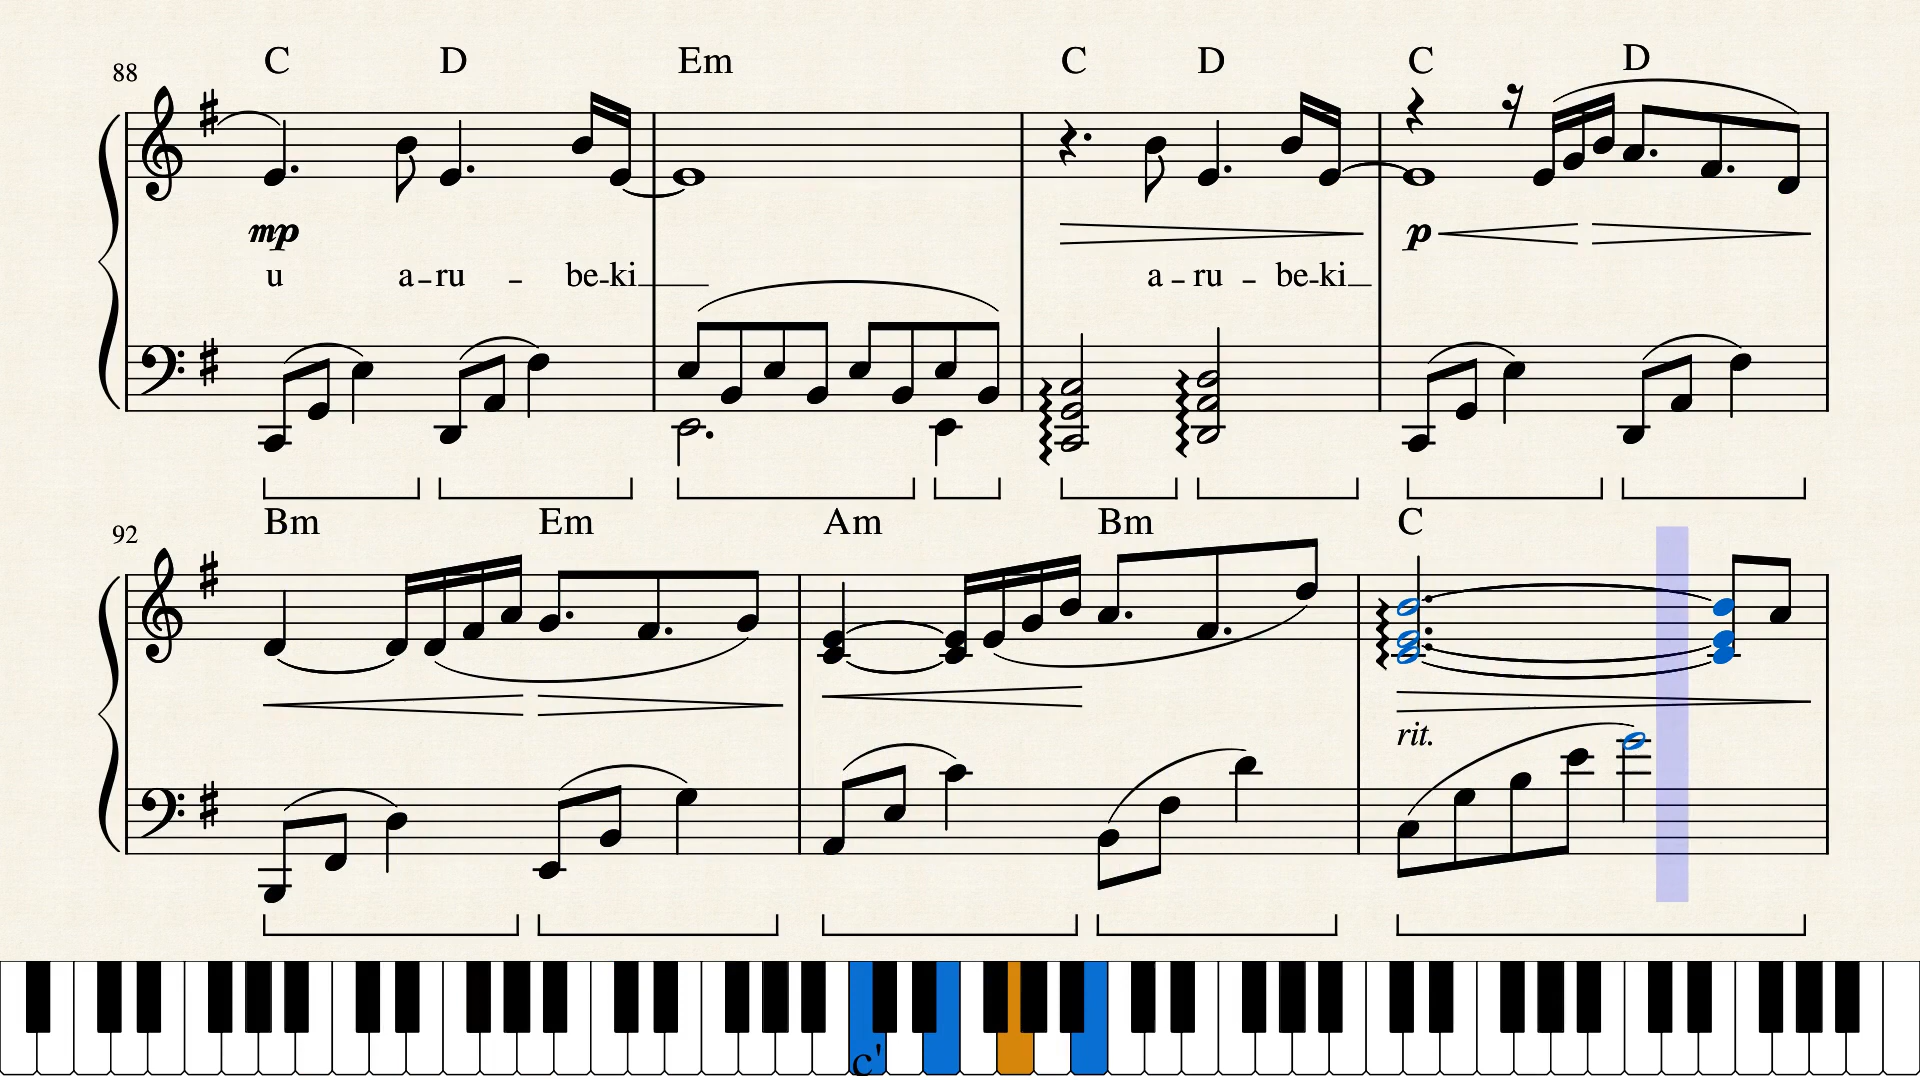 C D Em C D C D
88
mp p
u a-ru - be-ki a-ru - be-ki
Bm Em Am Bm C
92
rit.
c'